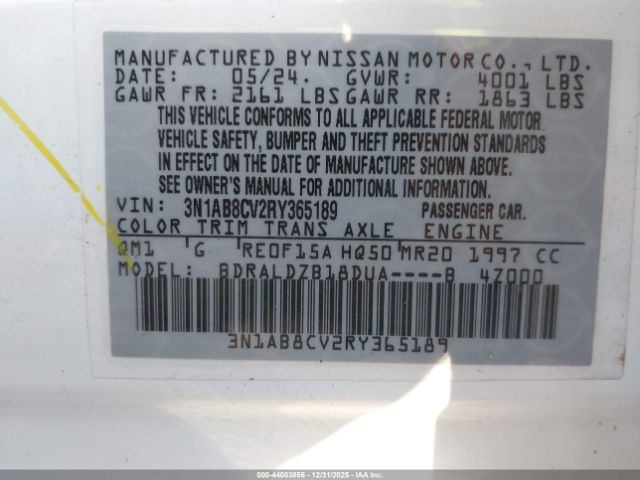 MANUFACTURED BY NISSAN MOTOR CO., LTD.
DATE: 05/24. GVWR: 4001 LBS
GAWR FR: 2161 LBS GAWR RR: 1863 LBS
THIS VEHICLE CONFORMS TO ALL APPLICABLE FEDERAL MOTOR
VEHICLE SAFETY, BUMPER AND THEFT PREVENTION STANDARDS
IN EFFECT ON THE DATE OF MANUFACTURE SHOWN ABOVE.
SEE OWNER'S MANUAL FOR ADDITIONAL INFORMATION.
VIN: 3N1AB8CV2RY365189 PASSENGER CAR.
COLOR TRIM TRANS AXLE ENGINE
QM1 G RE0F15A HQ50 MR20 1997 CC
MODEL: BDRALDZB18DUA----B 4Z000
3N1AB8CV2RY365189
000-44053856 - 12/31/2025 - IAA, Inc.